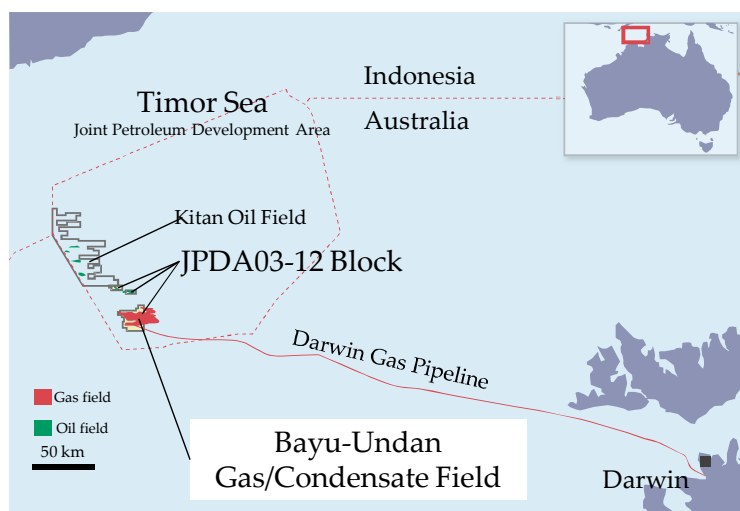 Indonesia
Timor Sea
Joint Petroleum Development Area
Australia
Kitan Oil Field
JPDA03-12 Block
Darwin Gas Pipeline
Gas field
Oil field
50 km
Bayu-Undan
Gas/Condensate Field
Darwin